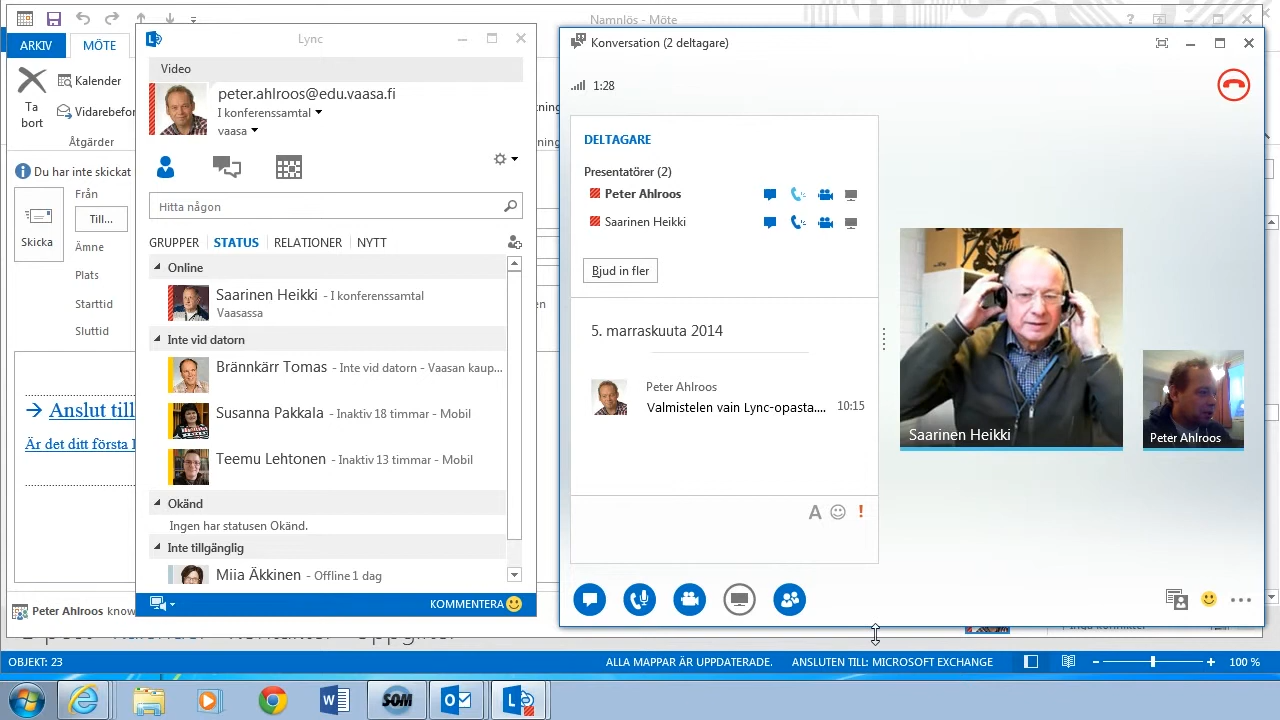 Namnlös - Möte
ARKIV
MÖTE
Ta bort
Kalender
Vidarebefor
Åtgärder
Du har inte skickat
Från
Till...
Skicka
Ämne
Plats
Starttid
Sluttid
Anslut till
Är det ditt första
Peter Ahlroos know
Lync
Video
peter.ahlroos@edu.vaasa.fi
I konferenssamtal
vaasa
Hitta någon
GRUPPER STATUS RELATIONER NYTT
Online
Saarinen Heikki - I konferenssamtal
Vaasassa
Inte vid datorn
Brännkärr Tomas - Inte vid datorn - Vaasan kaup...
Susanna Pakkala - Inaktiv 18 timmar - Mobil
Teemu Lehtonen - Inaktiv 13 timmar - Mobil
Okänd
Ingen har statusen Okänd.
Inte tillgänglig
Miia Äkkinen - Offline 1 dag
KOMMENTERA
Konversation (2 deltagare)
1:28
DELTAGARE
Presentatörer (2)
Peter Ahlroos
Saarinen Heikki
Bjud in fler
5. marraskuuta 2014
Peter Ahlroos
Valmistelen vain Lync-opasta.... 10:15
A !
Saarinen Heikki
Peter Ahlroos
OBJEKT: 23 ALLA MAPPAR ÄR UPPDATERADE. ANSLUTEN TILL: MICROSOFT EXCHANGE 100 %
SOM